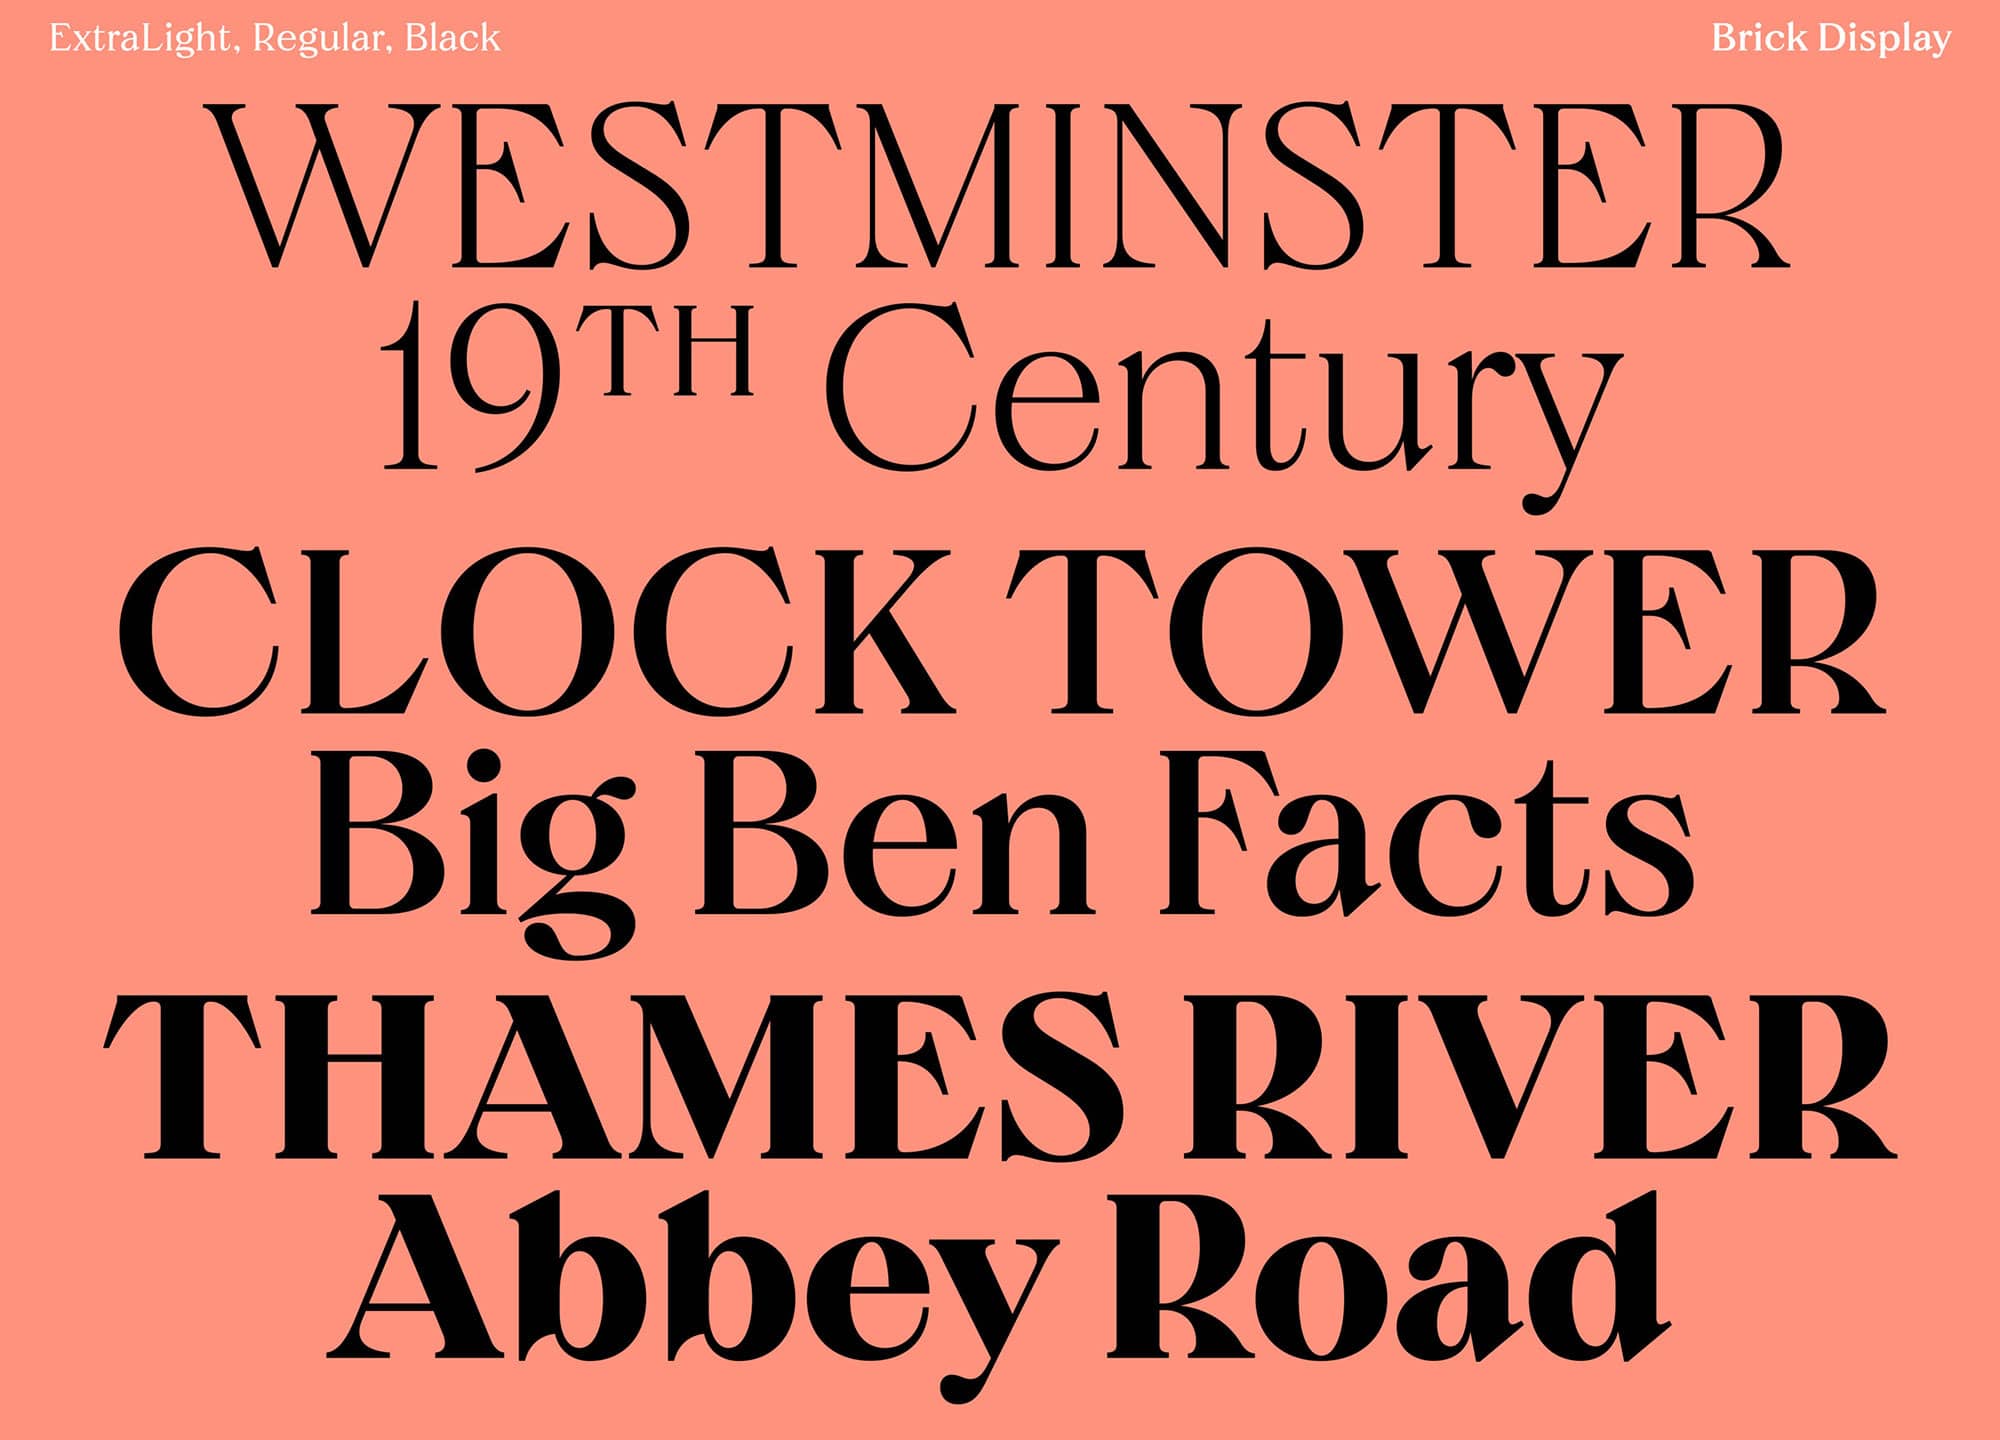 ExtraLight, Regular, Black
Brick Display
WESTMINSTER
19TH Century
CLOCK TOWER
Big Ben Facts
THAMES RIVER
Abbey Road